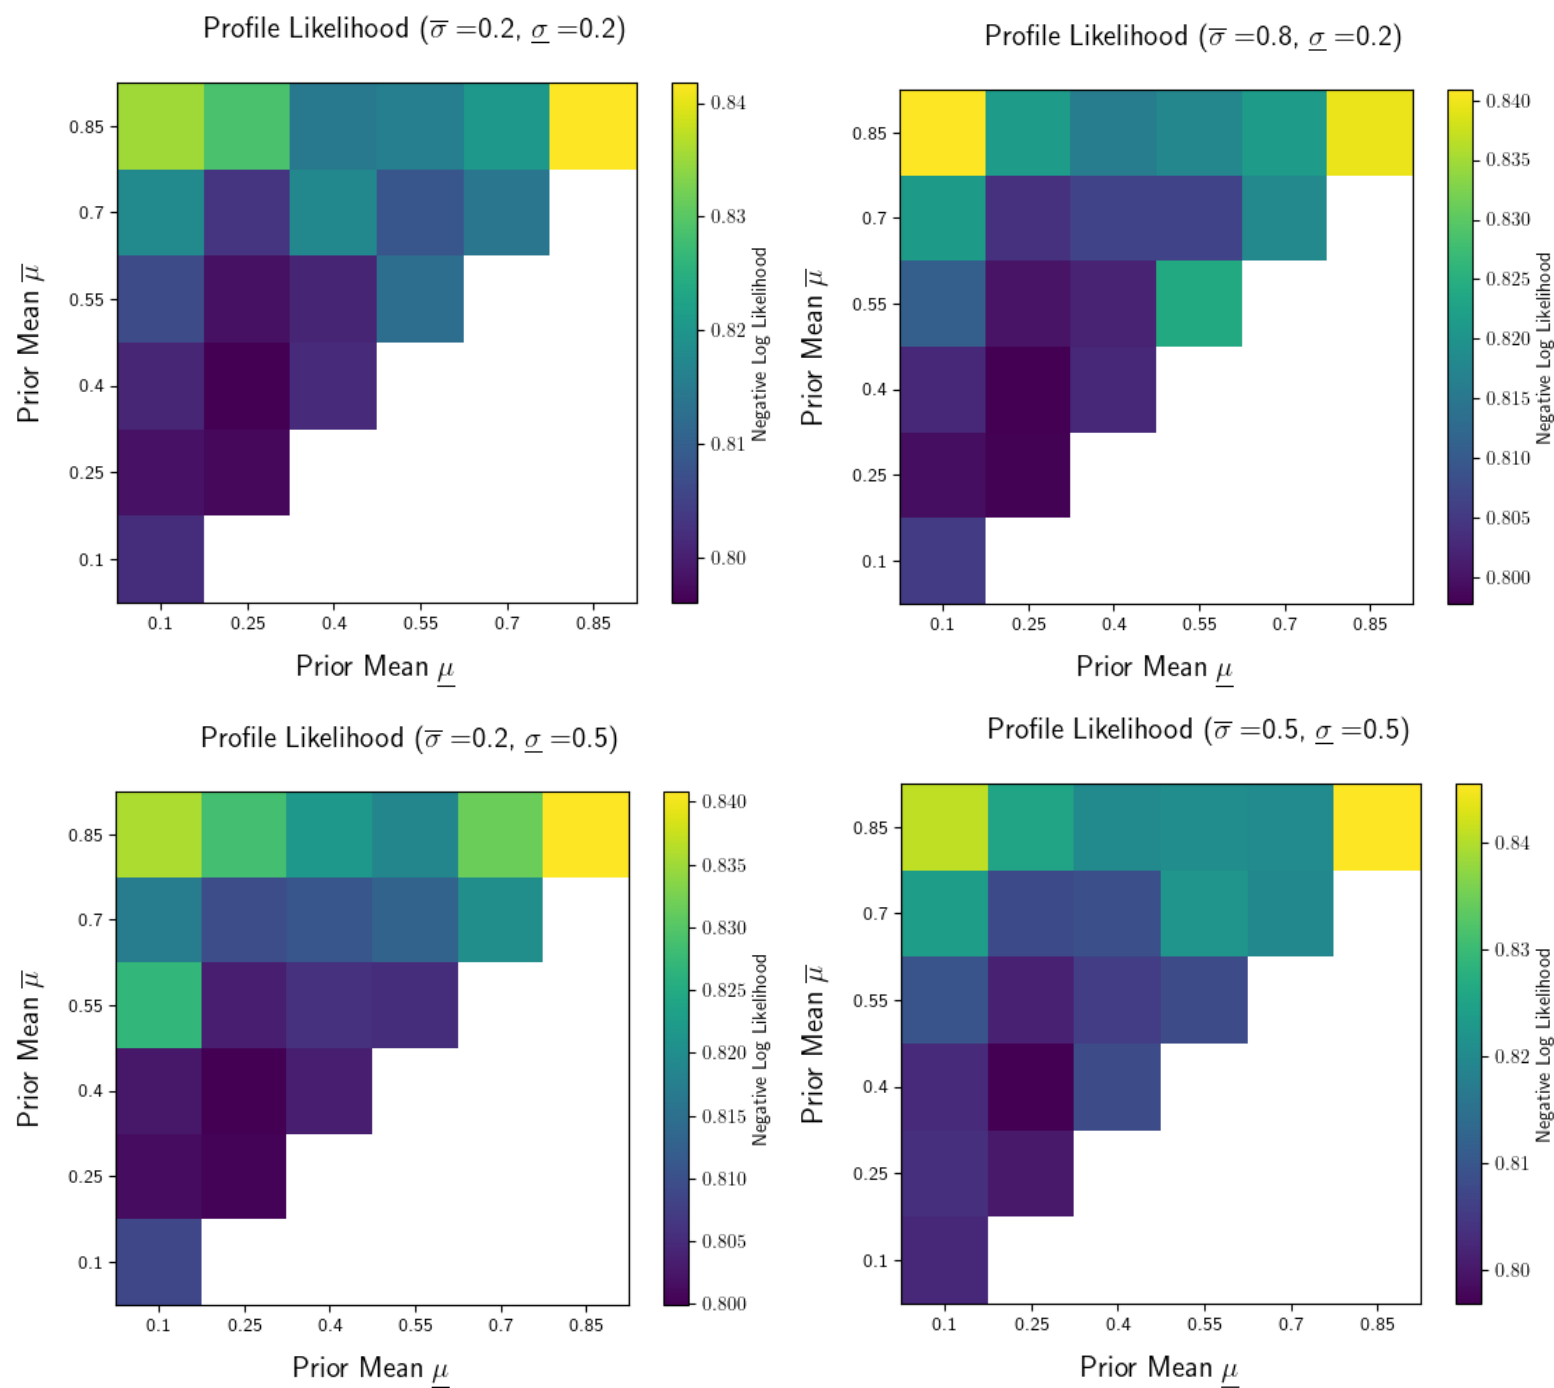 Profile Likelihood (σ̅ =0.2, σ̲ =0.2)
0.85
0.7
0.55
0.4
0.25
0.1
Prior Mean μ̅
0.1 0.25 0.4 0.55 0.7 0.85
Prior Mean μ̲
0.84
0.83
0.82
0.81
0.80
Negative Log Likelihood
Profile Likelihood (σ̅ =0.8, σ̲ =0.2)
0.85
0.7
0.55
0.4
0.25
0.1
Prior Mean μ̅
0.1 0.25 0.4 0.55 0.7 0.85
Prior Mean μ̲
0.840
0.835
0.830
0.825
0.820
0.815
0.810
0.805
0.800
Negative Log Likelihood
Profile Likelihood (σ̅ =0.2, σ̲ =0.5)
0.85
0.7
0.55
0.4
0.25
0.1
Prior Mean μ̅
0.1 0.25 0.4 0.55 0.7 0.85
Prior Mean μ̲
0.840
0.835
0.830
0.825
0.820
0.815
0.810
0.805
0.800
Negative Log Likelihood
Profile Likelihood (σ̅ =0.5, σ̲ =0.5)
0.85
0.7
0.55
0.4
0.25
0.1
Prior Mean μ̅
0.1 0.25 0.4 0.55 0.7 0.85
Prior Mean μ̲
0.84
0.83
0.82
0.81
0.80
Negative Log Likelihood